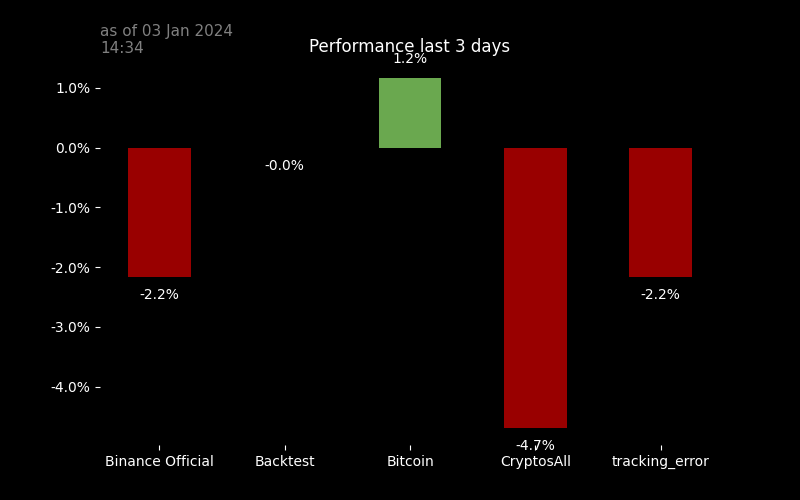 as of 03 Jan 2024
14:34
Performance last 3 days
1.2%
1.0%
0.0%
-0.0%
-1.0%
-2.0%
-2.2%
-2.2%
-3.0%
-4.0%
-4.7%
Binance Official
Backtest
Bitcoin
CryptosAll
tracking_error